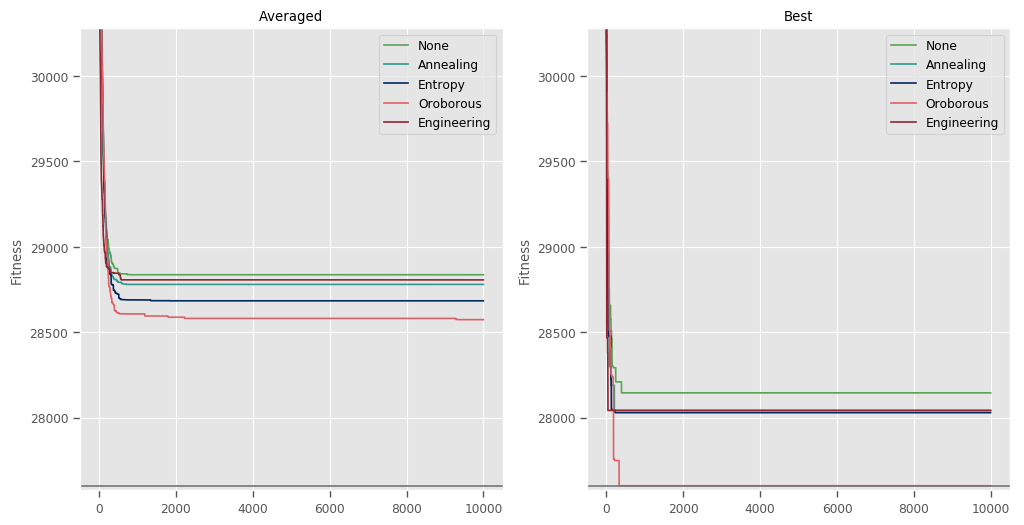 Averaged
Fitness
30000
29500
29000
28500
28000
0 2000 4000 6000 8000 10000
None
Annealing
Entropy
Oroborous
Engineering
Best
Fitness
30000
29500
29000
28500
28000
0 2000 4000 6000 8000 10000
None
Annealing
Entropy
Oroborous
Engineering